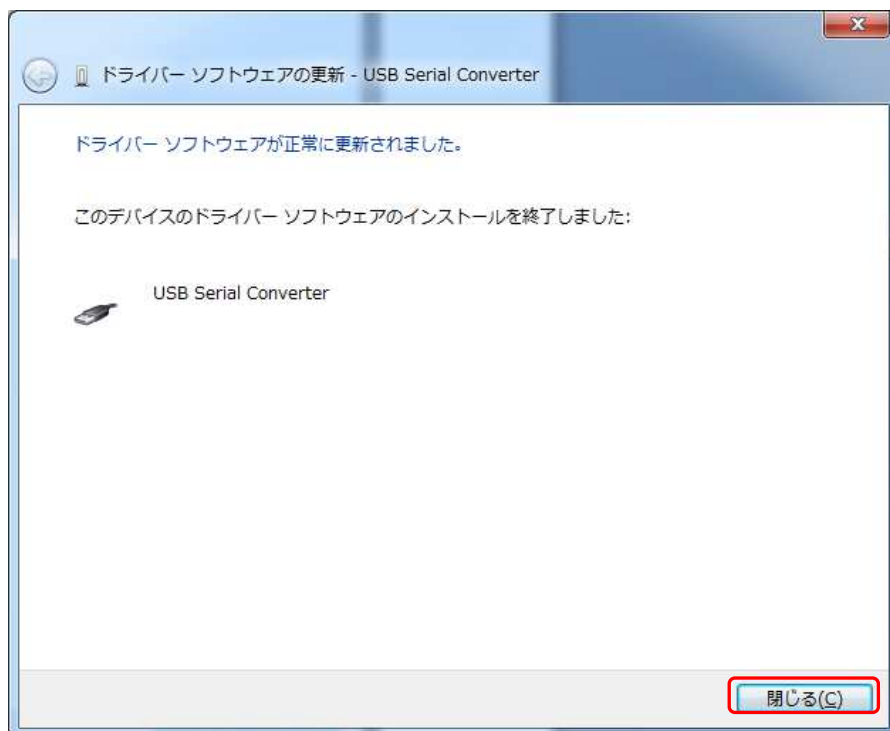 ドライバー ソフトウェアの更新 - USB Serial Converter
ドライバー ソフトウェアが正常に更新されました。
このデバイスのドライバー ソフトウェアのインストールを終了しました:
USB Serial Converter
閉じる(C)